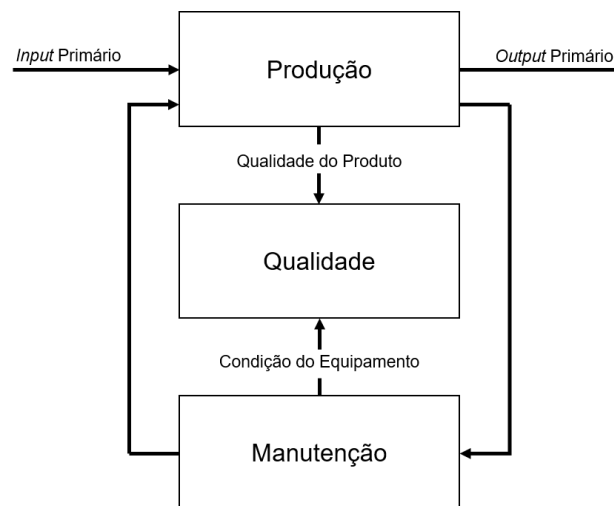 Input Primário
Produção
Output Primário
Qualidade do Produto
Qualidade
Condição do Equipamento
Manutenção